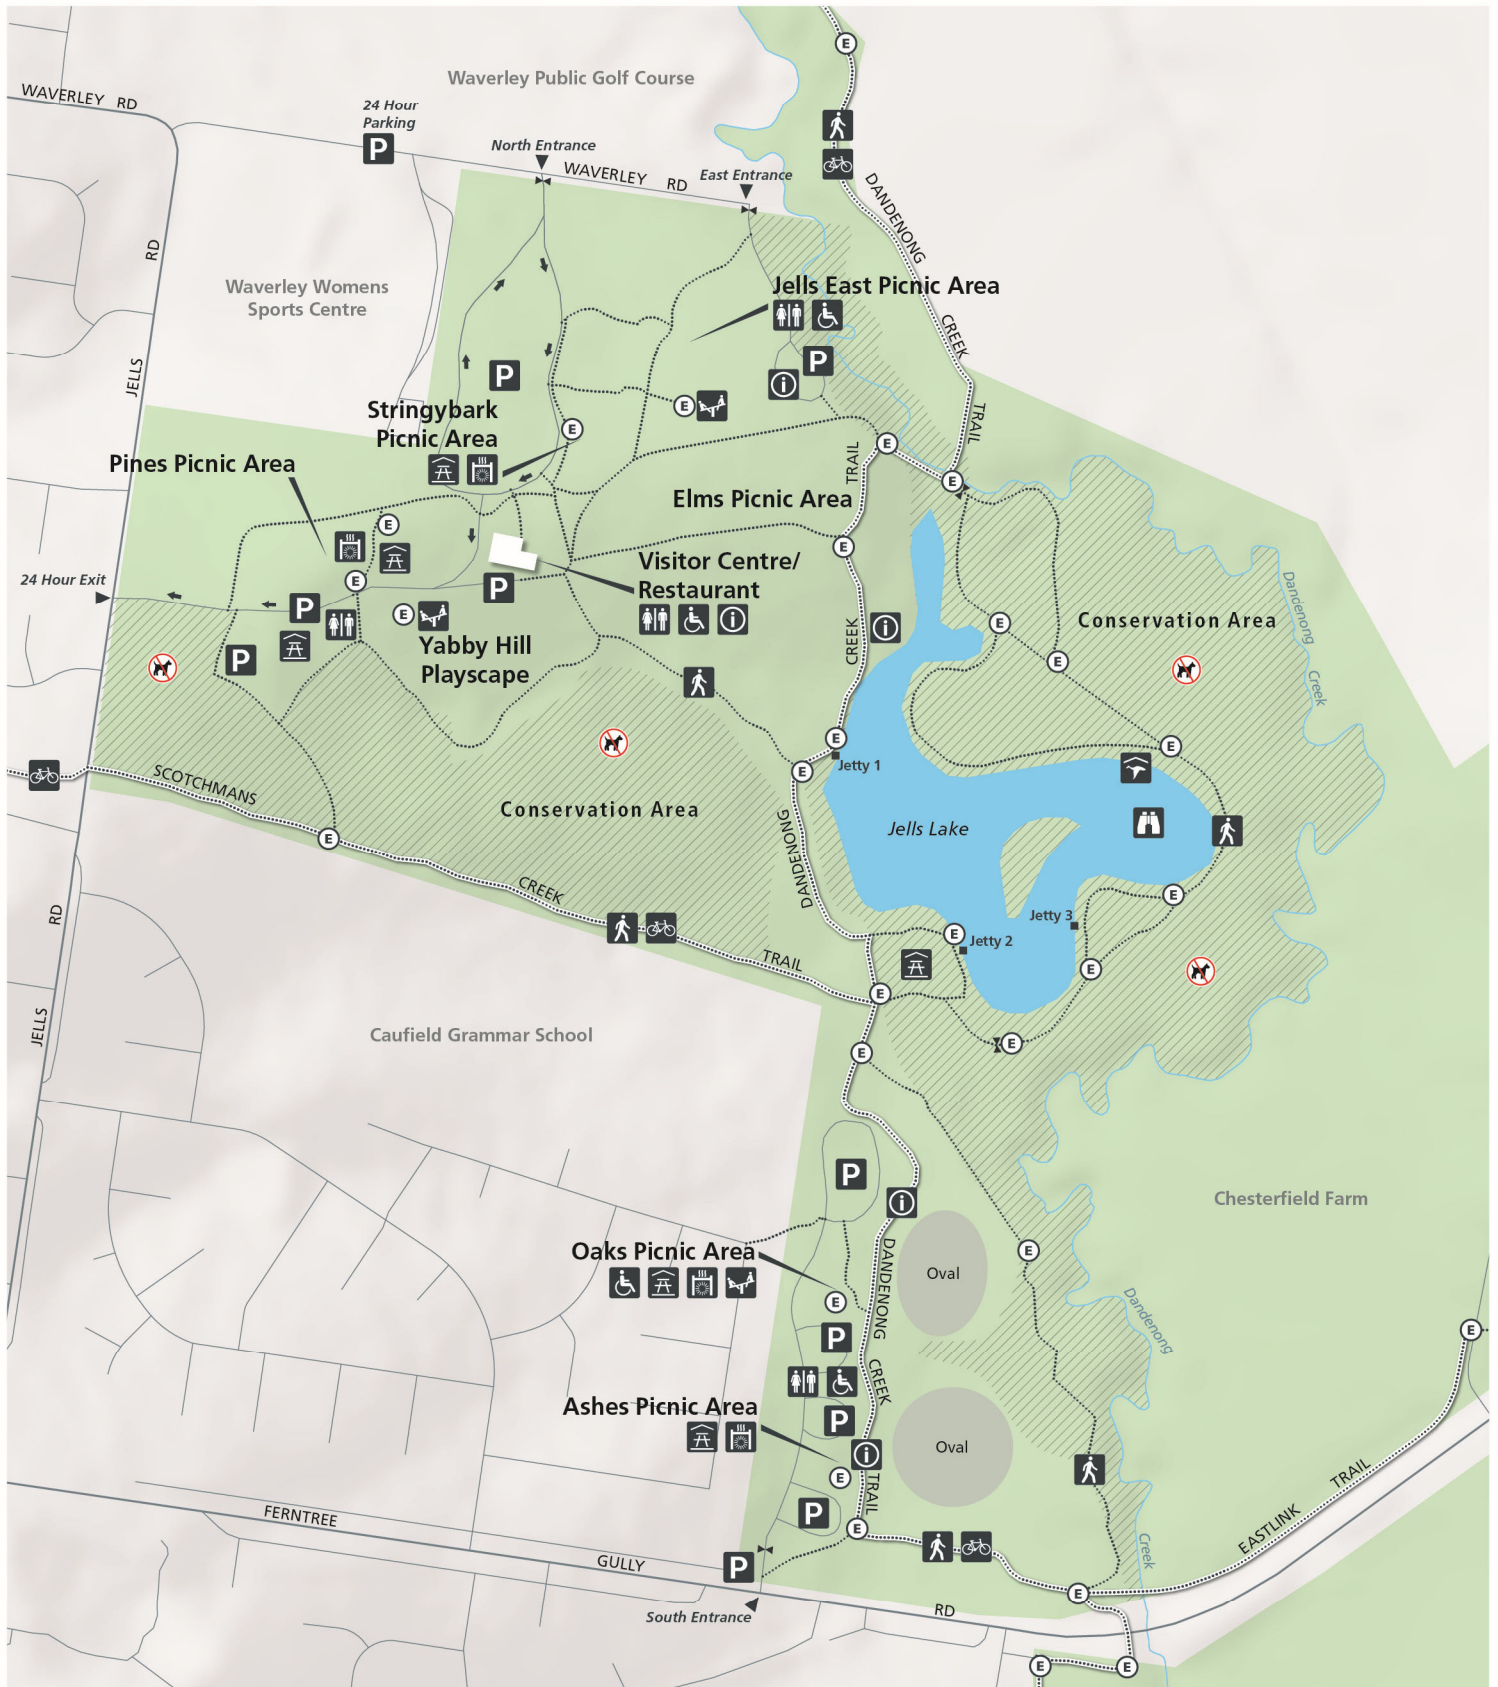 Waverley Public Golf Course
WAVERLEY RD
24 Hour
Parking
P
North Entrance
WAVERLEY RD
East Entrance
E
DANDENONG
CREEK
TRAIL
RD
JELLS
Waverley Womens
Sports Centre
Jells East Picnic Area
P
i
P
Stringybark
Picnic Area
E
E
Pines Picnic Area
E
E
TRAIL
Elms Picnic Area
E
E
Visitor Centre/
Restaurant
i
24 Hour Exit
E
P
P
E
P
Yabby Hill
Playscape
CREEK
i
E
E
Conservation Area
Dancenong
Creek
E
Jetty 1
E
E
SCOTCHMANS
Conservation Area
Jells Lake
DANDENONG
E
CREEK
E
RD
Jetty 3
E
Jetty 2
TRAIL
E
E
JELLS
Caufield Grammar School
E
E
P
i
Chesterfield Farm
Oaks Picnic Area
E
DANDENONG
Oval
E
P
Dandenong
E
CREEK
Ashes Picnic Area
P
i
Oval
E
TRAIL
P
E
FERNTREE
GULLY
P
EASTLINK TRAIL
Creek
E
South Entrance
RD
E
E